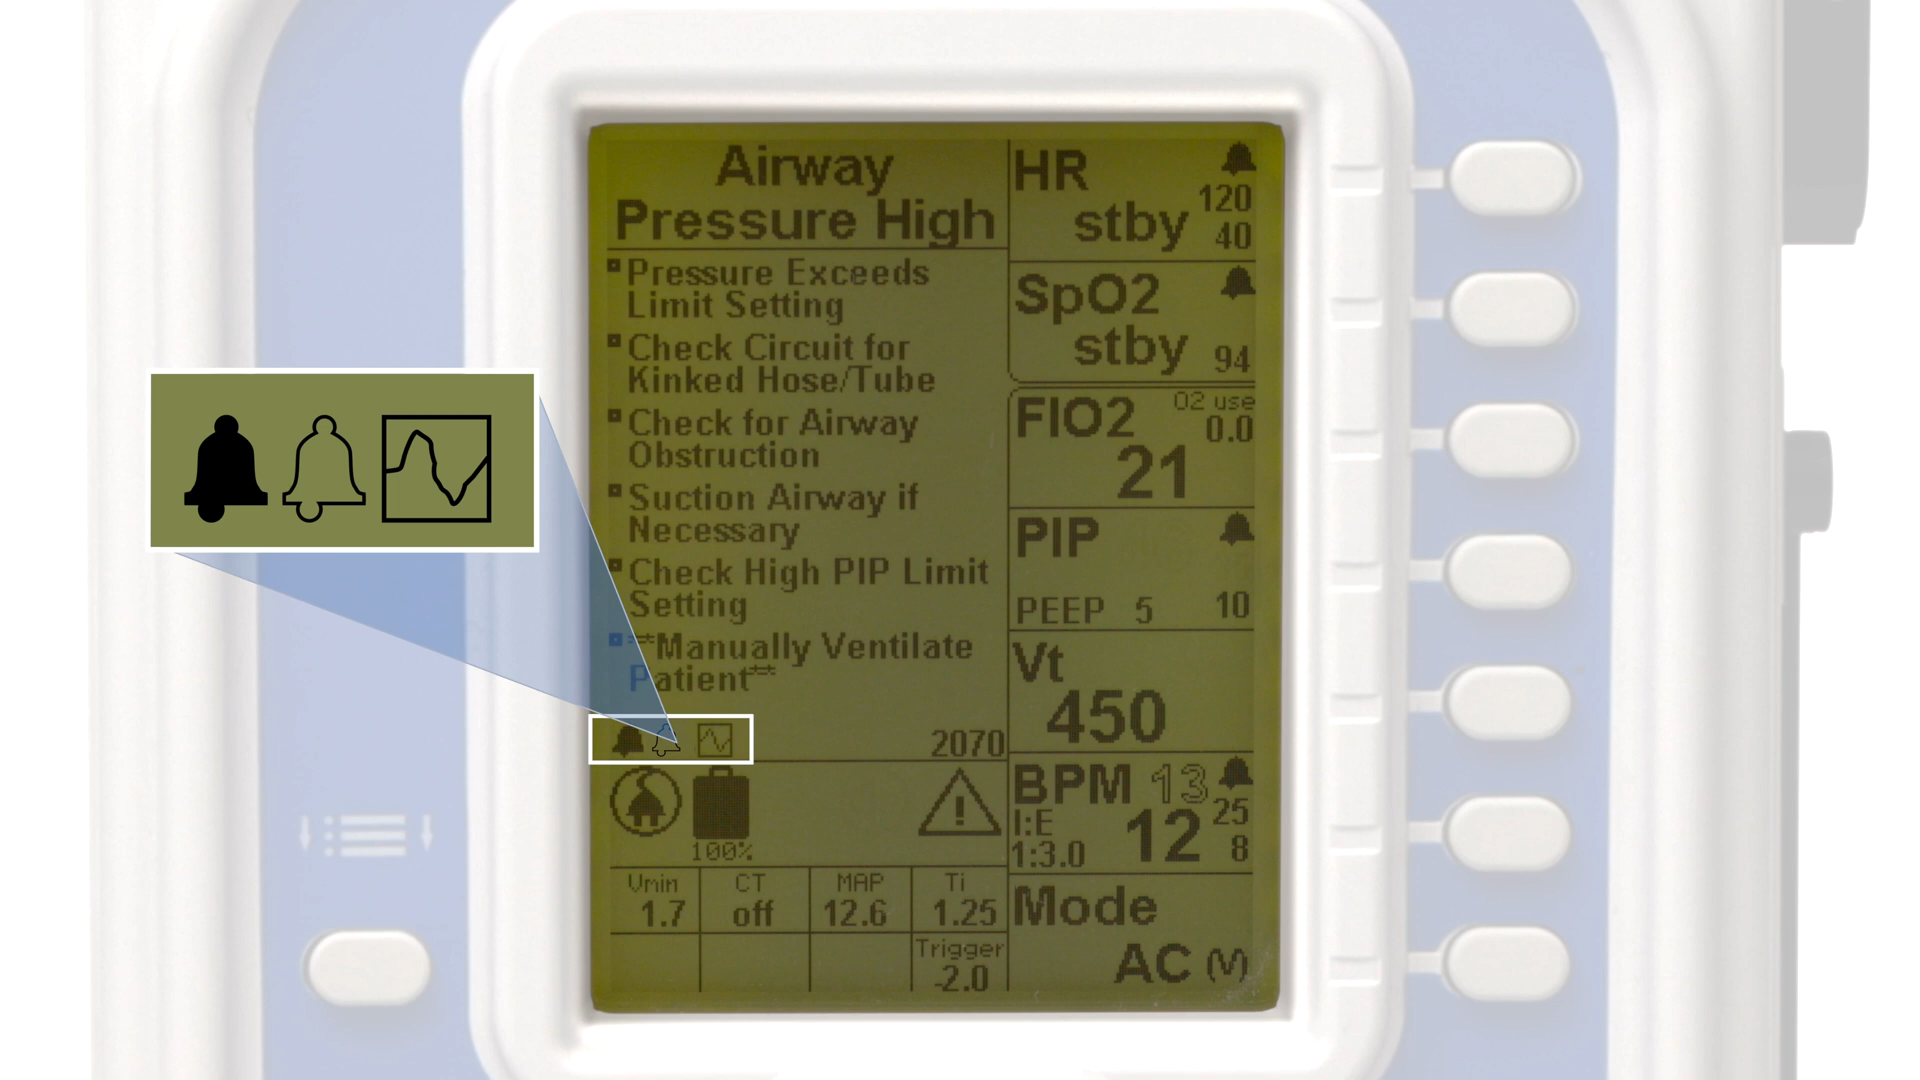 Airway
Pressure High
Pressure Exceeds
Limit Setting
Check Circuit for
Kinked Hose/Tube
Check for Airway
Obstruction
Suction Airway if
Necessary
Check High PIP Limit
Setting
**Manually Ventilate
Patient**
2070
100%
Vmin CT MAP Ti
1.7 off 12.6 1.25
Trigger
-2.0
HR
120
stby
40
SpO2
stby 94
FIO2 O2 use
0.0
21
PIP
PEEP 5 10
Vt
450
BPM 13
25
I:E
12
1:3.0 8
Mode
AC (V)